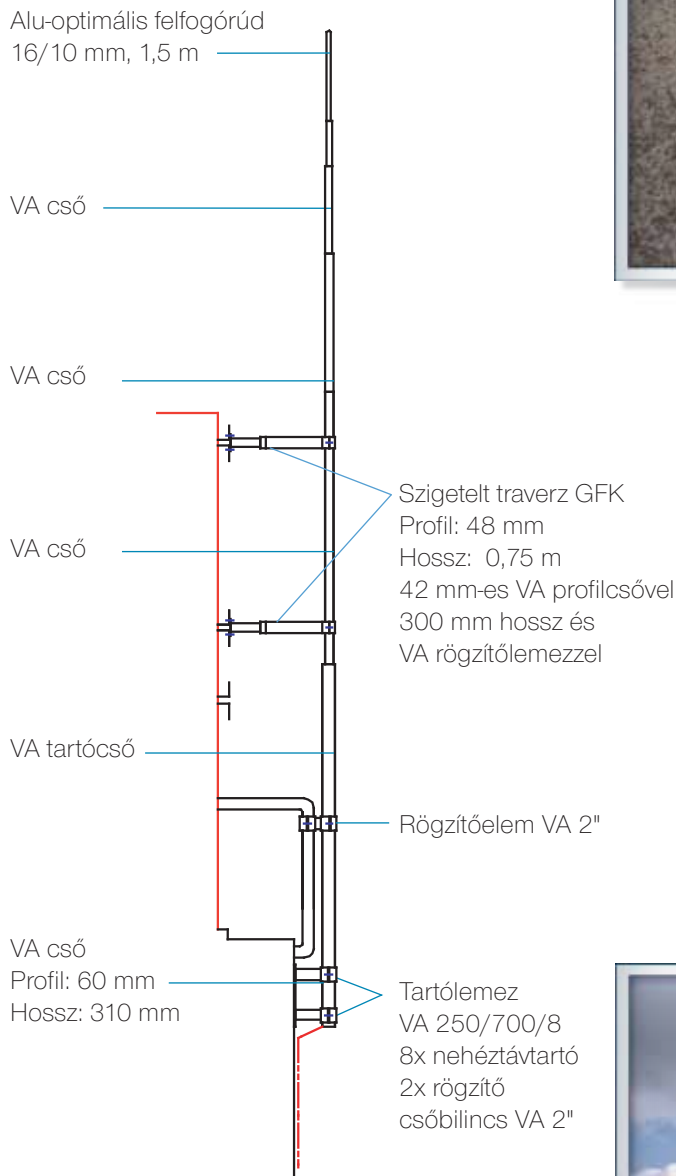 Alu-optimális felfogórúd
16/10 mm, 1,5 m
VA cső
VA cső
VA cső
Szigetelt traverz GFK
Profil: 48 mm
Hossz: 0,75 m
42 mm-es VA profilcsővel
300 mm hossz és
VA rögzítőlemezzel
VA tartócső
Rögzítőelem VA 2"
VA cső
Profil: 60 mm
Hossz: 310 mm
Tartólemez
VA 250/700/8
8x nehéztávtartó
2x rögzítő
csőbilincs VA 2"